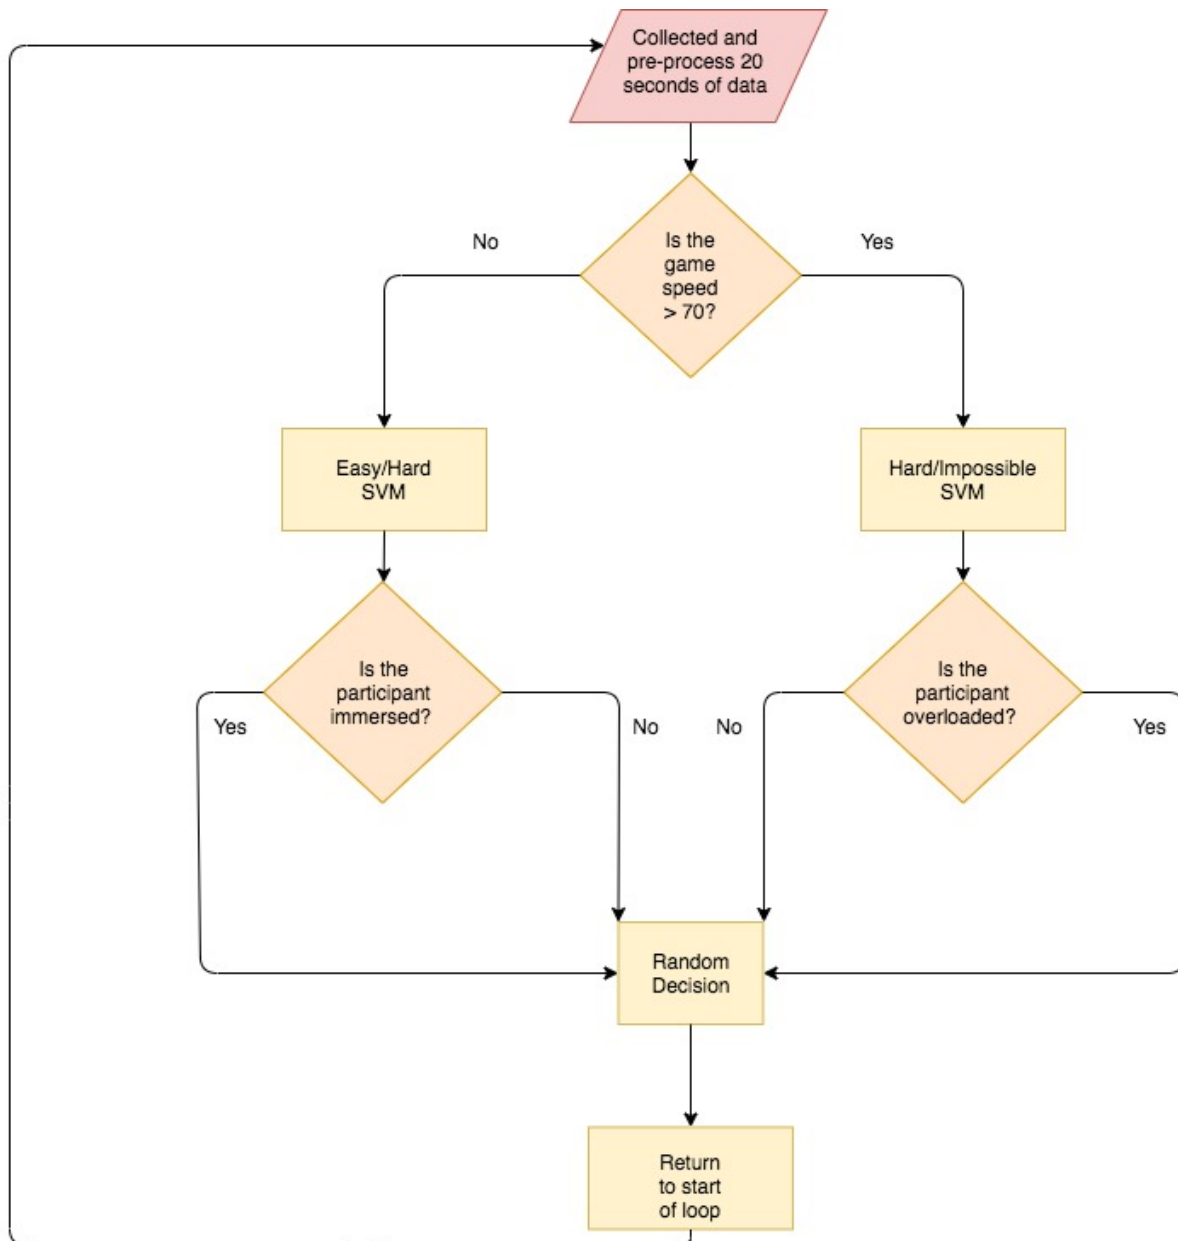 Collected and
pre-process 20
seconds of data
Is the
game
speed
> 70?
No
Yes
Easy/Hard
SVM
Hard/Impossible
SVM
Is the
participant
immersed?
Yes
No
Is the
participant
overloaded?
No
Yes
Random
Decision
Return
to start
of loop